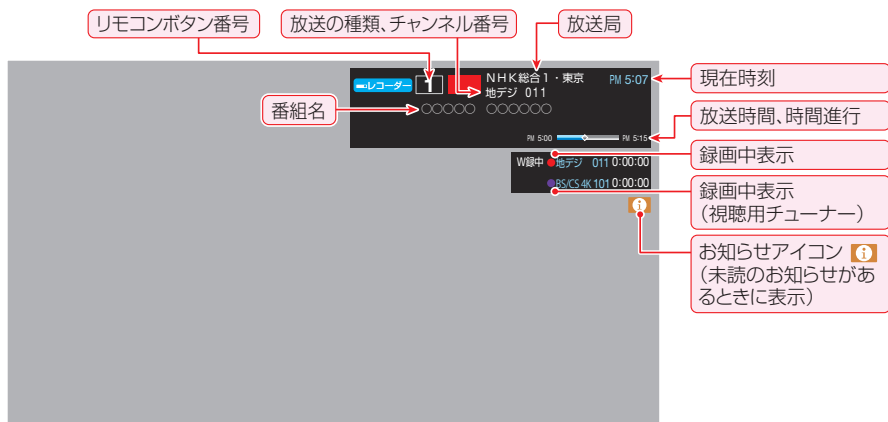 リモコンボタン番号
放送の種類、チャンネル番号
放送局
レコーダー
1
NHK総合1・東京
PM 5:07
現在時刻
地デジ 011
番組名
○○○○○ ○○○○○○
放送時間、時間進行
PM 5:00
PM 5:15
W録中
地デジ 011 0:00:00
録画中表示
BS/CS 4K 101 0:00:00
録画中表示
(視聴用チューナー)
お知らせアイコン
(未読のお知らせがあ
るときに表示)